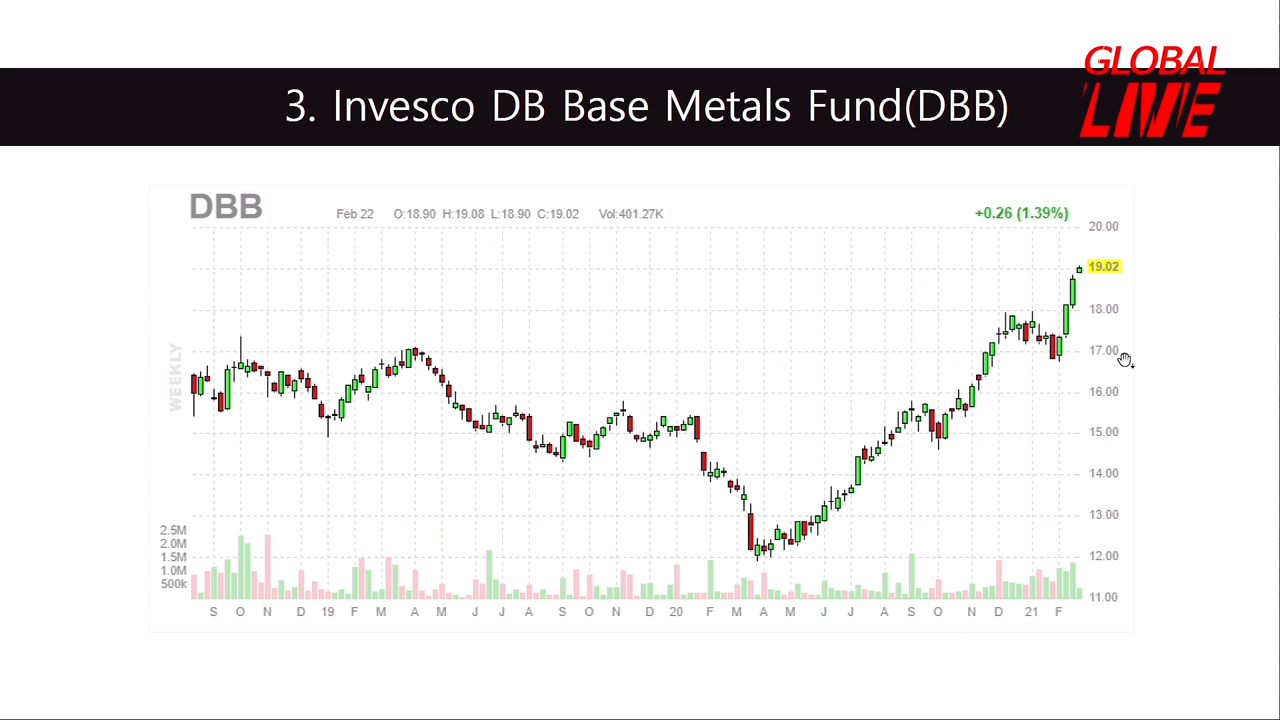 GLOBAL
LIVE
3. Invesco DB Base Metals Fund(DBB)
DBB
Feb 22 O:18.90 H:19.08 L:18.90 C:19.02 Vol:401.27K
+0.26 (1.39%)
20.00
19.02
18.00
17.00
16.00
15.00
14.00
13.00
12.00
11.00
WEEKLY
2.5M
2.0M
1.5M
1.0M
500k
S O N D 19 F M A M J J A S O N D 20 F M A M J J A S O N D 21 F